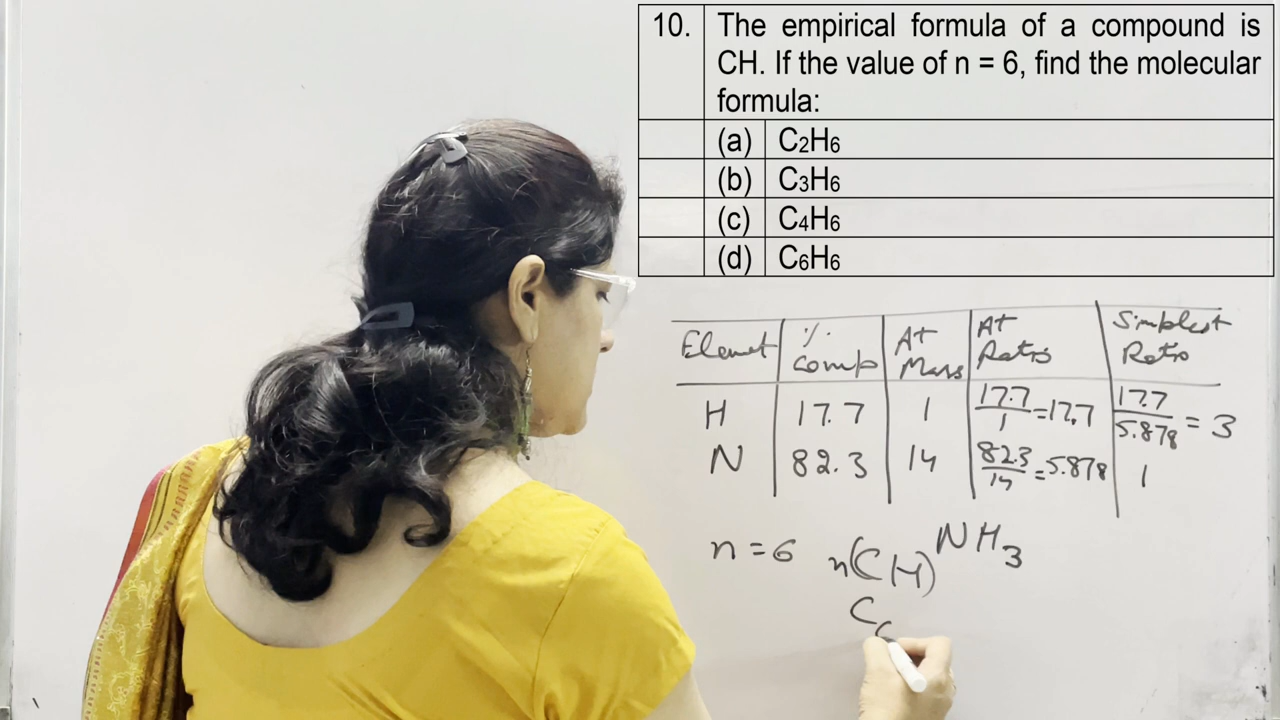 10. The empirical formula of a compound is
CH. If the value of n = 6, find the molecular
formula:
(a) C2H6
(b) C3H6
(c) C4H6
(d) C6H6
Elemet % Comp At Mass At Ratio Simplest Ratio
H 17.7 1 17.7/1 =17.7 17.7/5.878 = 3
N 82.3 14 82.3/14 =5.878 1
n = 6 n(CH) NH3
C